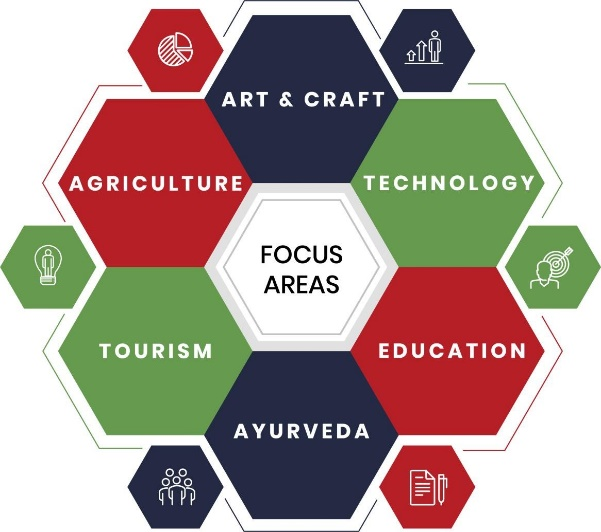 ART & CRAFT
AGRICULTURE
TECHNOLOGY
FOCUS
AREAS
TOURISM
EDUCATION
AYURVEDA